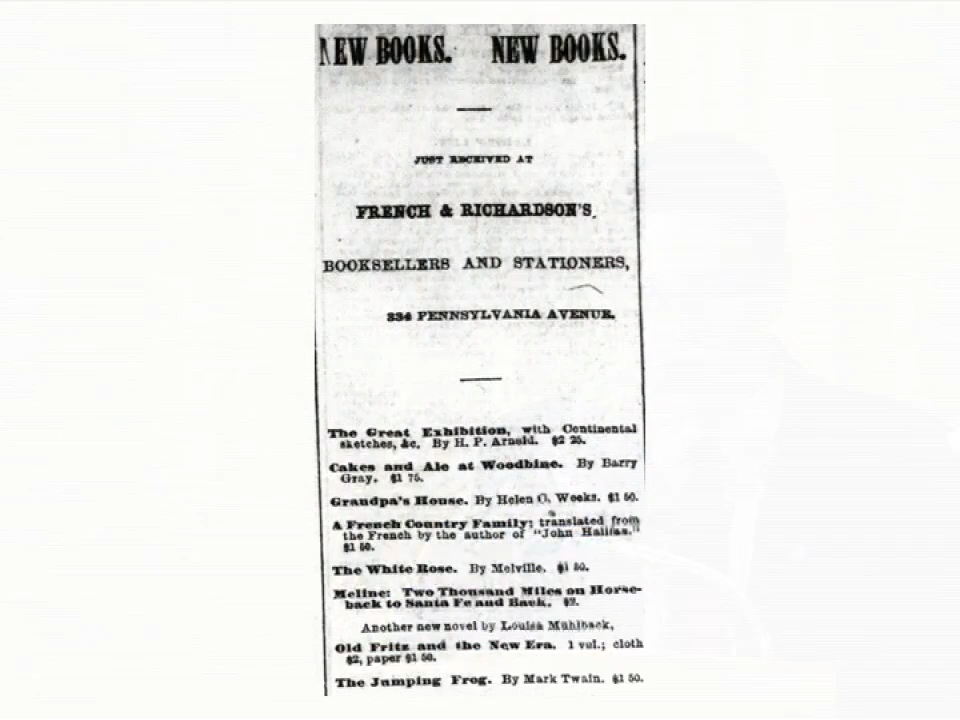 NEW BOOKS. NEW BOOKS.
JUST RECEIVED AT
FRENCH & RICHARDSON'S,
BOOKSELLERS AND STATIONERS,
334 PENNSYLVANIA AVENUE.
The Great Exhibition, with Continental
sketches, &c. By H. P. Arnold. $2 25.
Cakes and Ale at Woodbine. By Barry
Gray. $1 75.
Grandpa's House. By Helen C. Weeks. $1 50.
A French Country Family; translated from
the French by the author of "John Halifax."
$1 50.
The White Rose. By Melville. $1 50.
Meline: Two Thousand Miles on Horse-
back to Santa Fe and Back. $2.
Another new novel by Louisa Muhlback,
Old Fritz and the New Era. 1 vol.; cloth
$2, paper $1 50.
The Jumping Frog. By Mark Twain. $1 50.